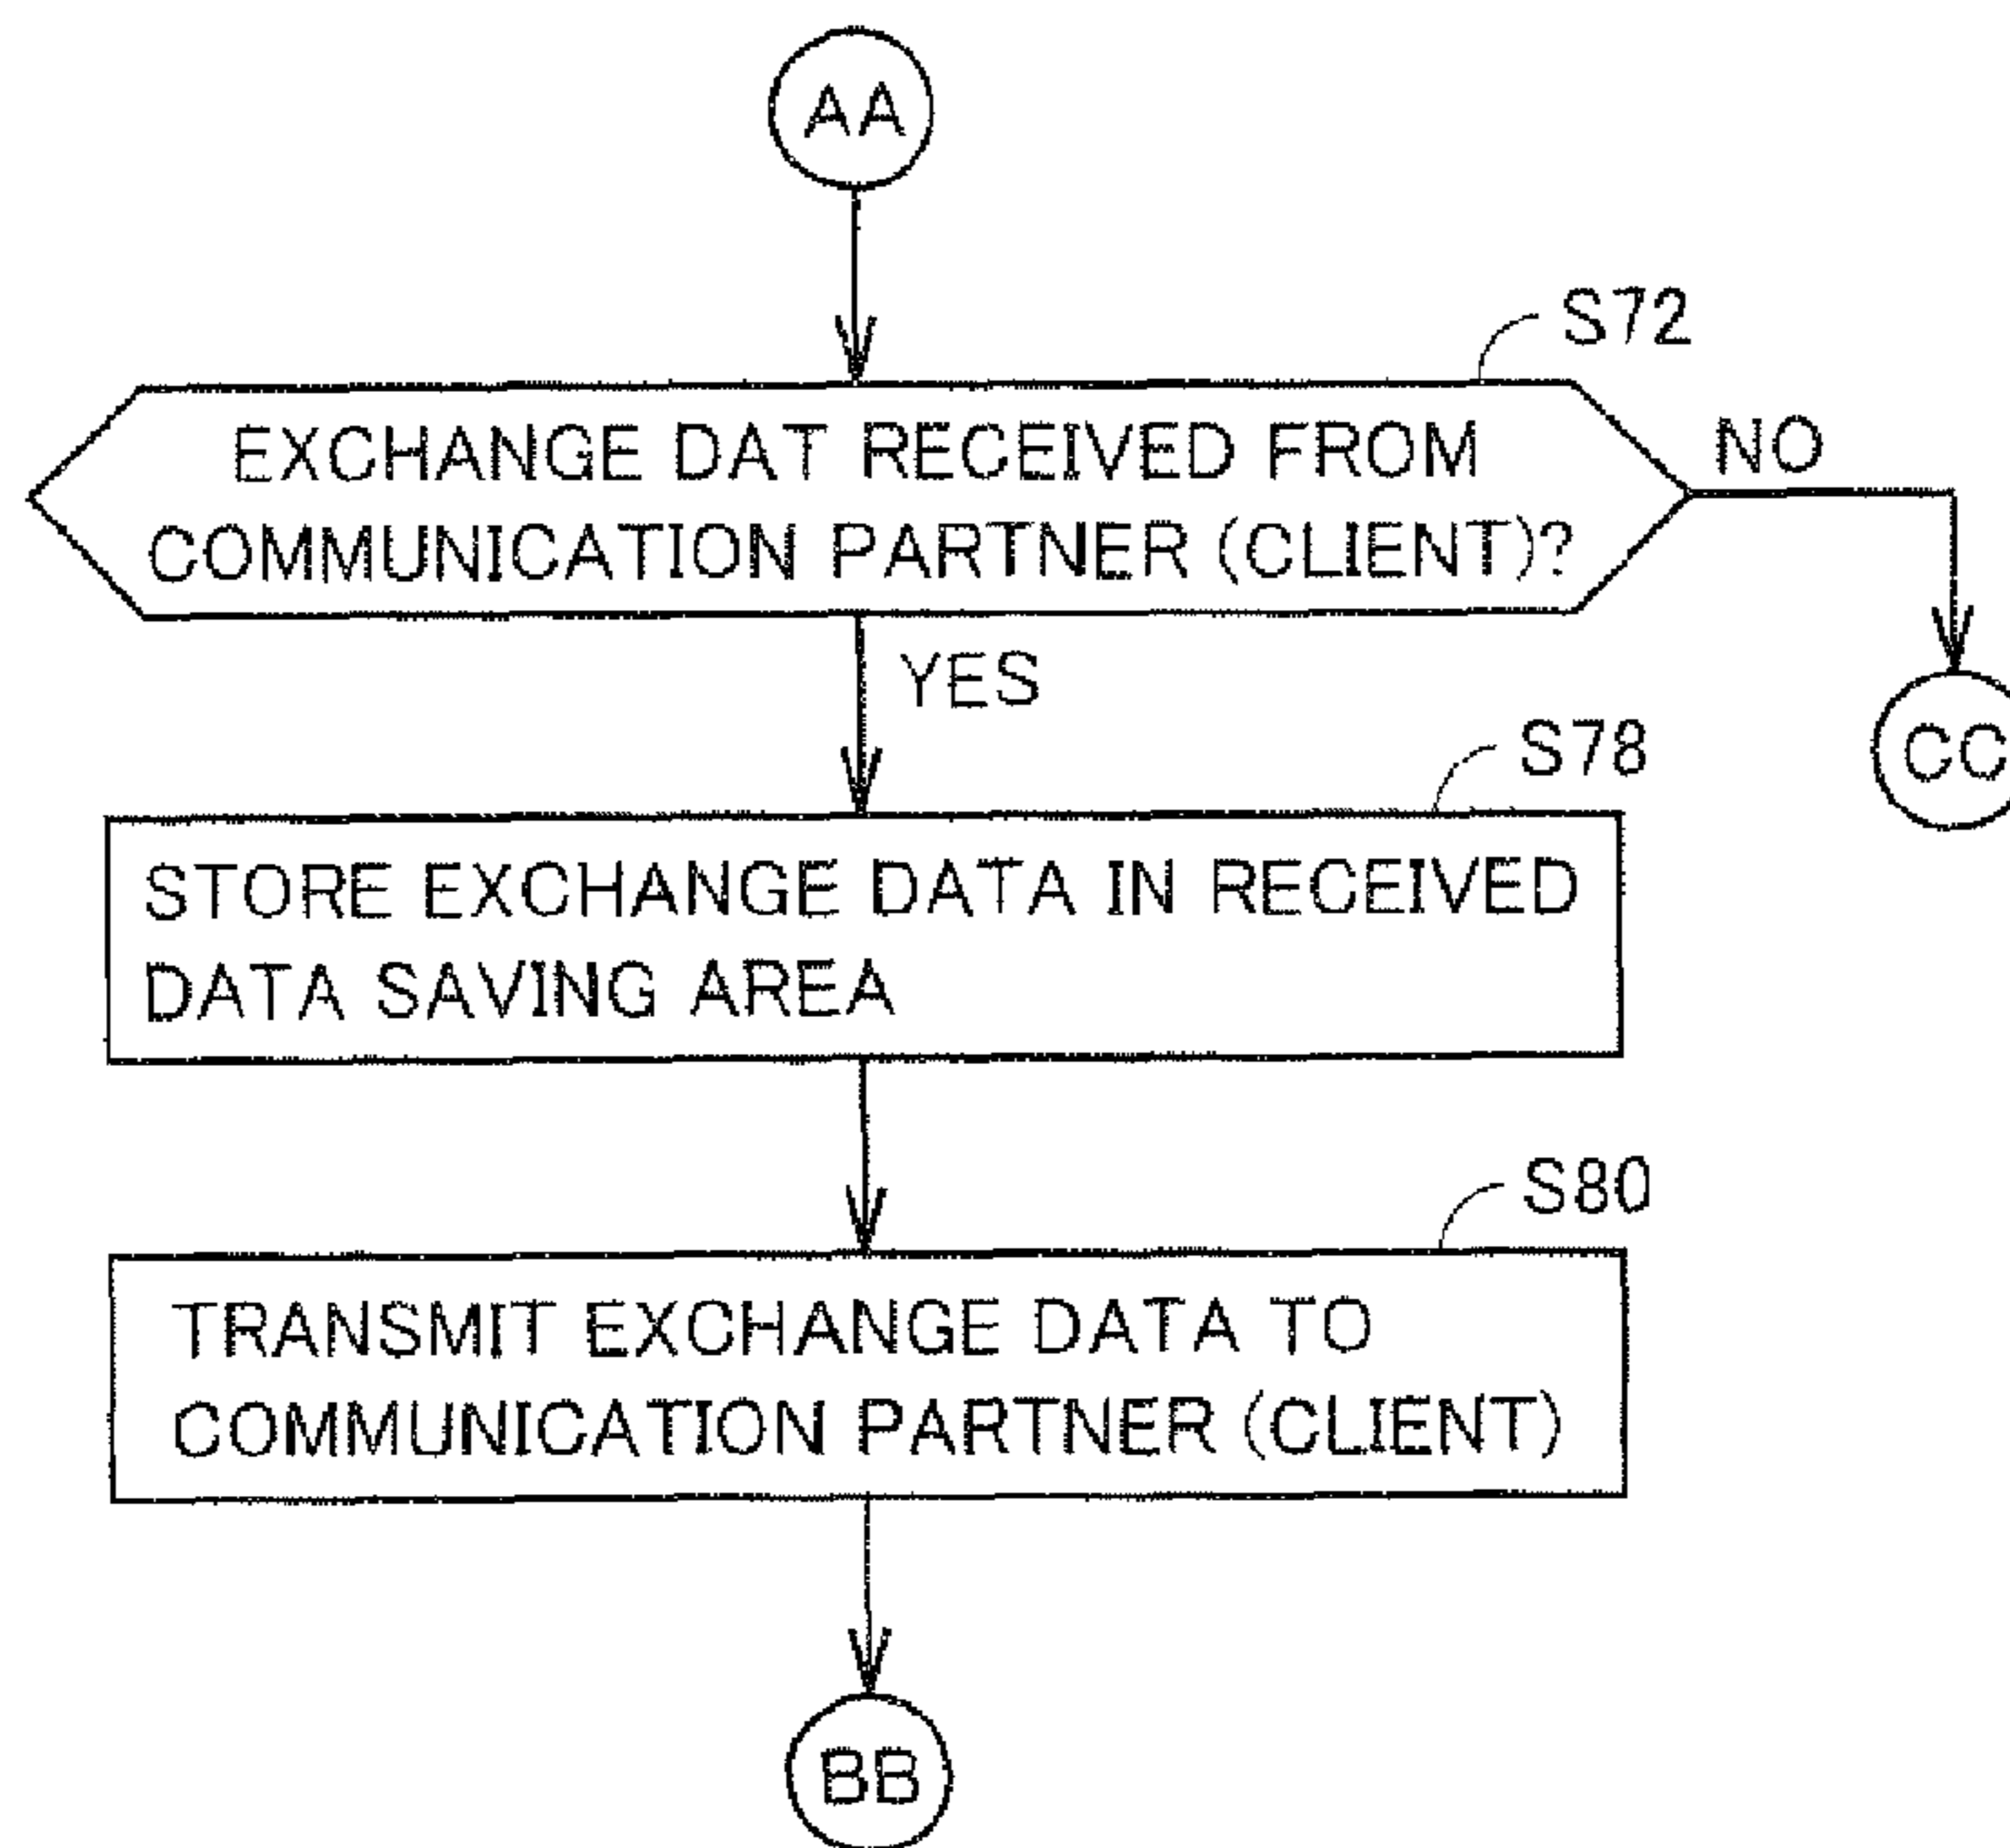 AA
S72
EXCHANGE DAT RECEIVED FROM
COMMUNICATION PARTNER (CLIENT)?
NO
YES
CC
S78
STORE EXCHANGE DATA IN RECEIVED
DATA SAVING AREA
S80
TRANSMIT EXCHANGE DATA TO
COMMUNICATION PARTNER (CLIENT)
BB